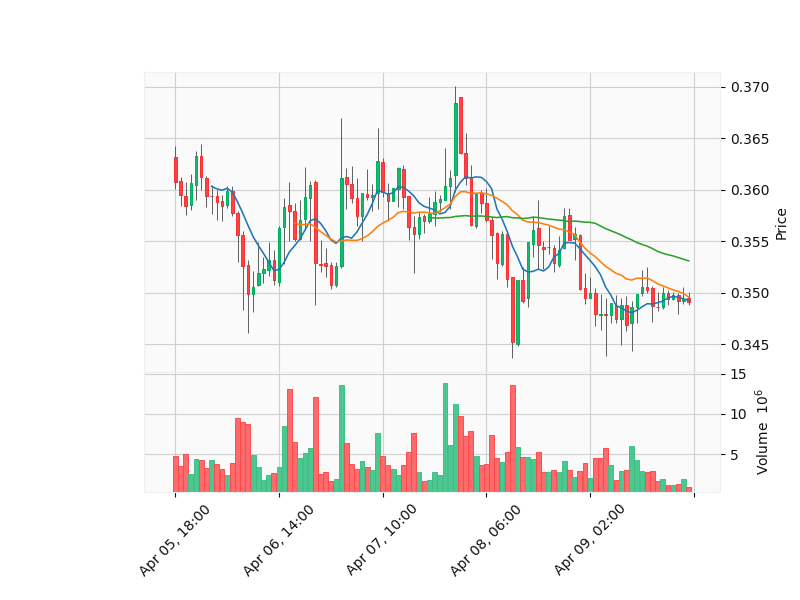 0.370
0.365
0.360
0.355
0.350
0.345
Price
15
10
5
Volume 10^6
Apr 05, 18:00
Apr 06, 14:00
Apr 07, 10:00
Apr 08, 06:00
Apr 09, 02:00